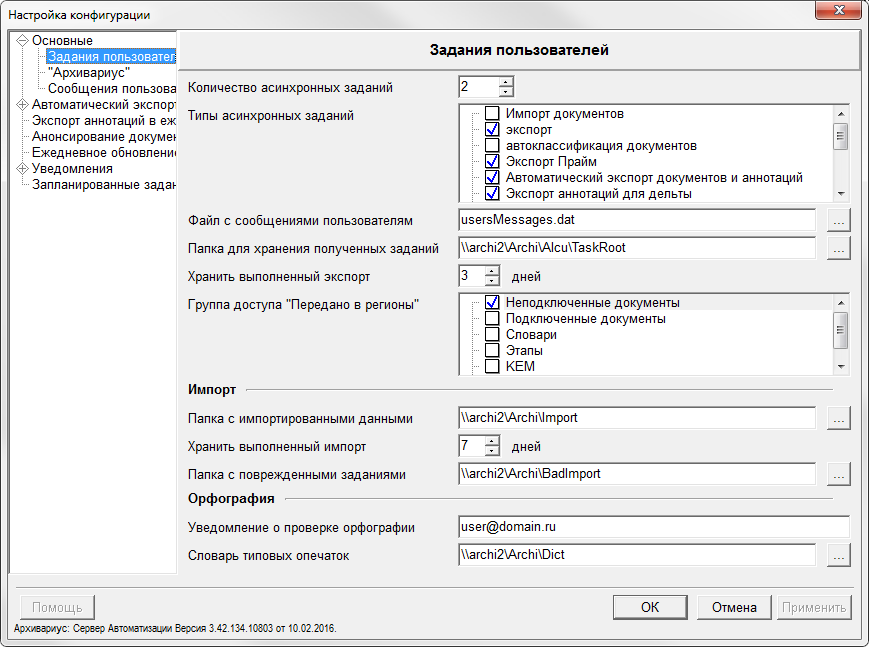 Настройка конфигурации
Основные
Задания пользовател
"Архивариус"
Сообщения пользова
Автоматический экспорт
Экспорт аннотаций в еж
Анонсирование докумен
Ежедневное обновление
Уведомления
Запланированные задан
Задания пользователей
Количество асинхронных заданий
2
Типы асинхронных заданий
Импорт документов
экспорт
автоклассификация документов
Экспорт Прайм
Автоматический экспорт документов и аннотаций
Экспорт аннотаций для дельты
Файл с сообщениями пользователям
usersMessages.dat
...
Папка для хранения полученных заданий
\\archi2\Archi\Alcu\TaskRoot
...
Хранить выполненный экспорт
3
дней
Группа доступа "Передано в регионы"
Неподключенные документы
Подключенные документы
Словари
Этапы
КЕМ
Импорт
Папка с импортированными данными
\\archi2\Archi\Import
...
Хранить выполненный импорт
7
дней
Папка с поврежденными заданиями
\\archi2\Archi\BadImport
...
Орфография
Уведомление о проверке орфографии
user@domain.ru
Словарь типовых опечаток
\\archi2\Archi\Dict
...
Помощь
ОК
Отмена
Применить
Архивариус: Сервер Автоматизации Версия 3.42.134.10803 от 10.02.2016.